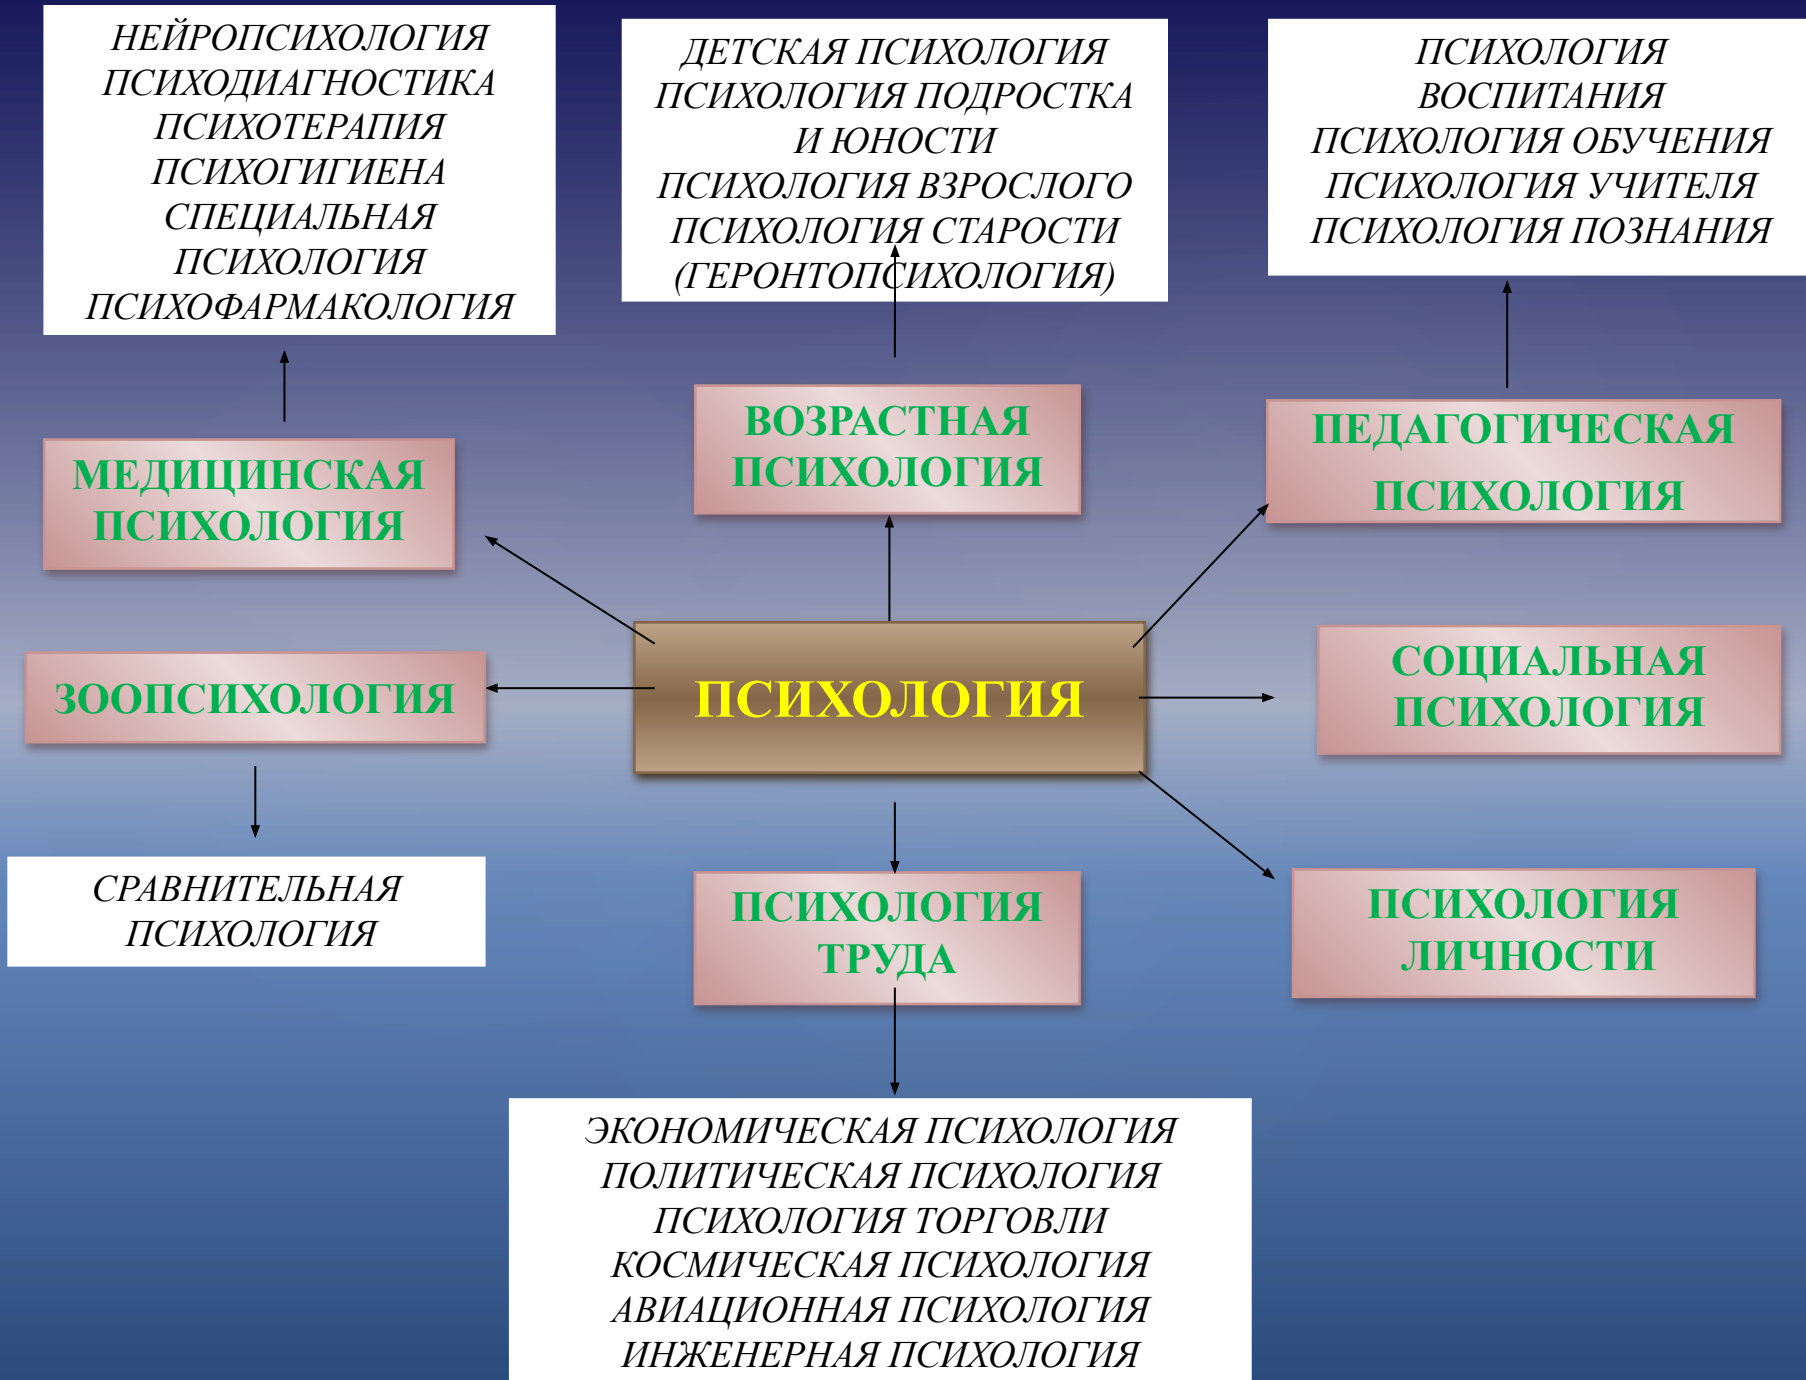 НЕЙРОПСИХОЛОГИЯ
ПСИХОДИАГНОСТИКА
ПСИХОТЕРАПИЯ
ПСИХОГИГИЕНА
СПЕЦИАЛЬНАЯ
ПСИХОЛОГИЯ
ПСИХОФАРМАКОЛОГИЯ
ДЕТСКАЯ ПСИХОЛОГИЯ
ПСИХОЛОГИЯ ПОДРОСТКА
И ЮНОСТИ
ПСИХОЛОГИЯ ВЗРОСЛОГО
ПСИХОЛОГИЯ СТАРОСТИ
(ГЕРОНТОПСИХОЛОГИЯ)
ПСИХОЛОГИЯ
ВОСПИТАНИЯ
ПСИХОЛОГИЯ ОБУЧЕНИЯ
ПСИХОЛОГИЯ УЧИТЕЛЯ
ПСИХОЛОГИЯ ПОЗНАНИЯ
МЕДИЦИНСКАЯ
ПСИХОЛОГИЯ
ВОЗРАСТНАЯ
ПСИХОЛОГИЯ
ПЕДАГОГИЧЕСКАЯ
ПСИХОЛОГИЯ
ЗООПСИХОЛОГИЯ
ПСИХОЛОГИЯ
СОЦИАЛЬНАЯ
ПСИХОЛОГИЯ
СРАВНИТЕЛЬНАЯ
ПСИХОЛОГИЯ
ПСИХОЛОГИЯ
ТРУДА
ПСИХОЛОГИЯ
ЛИЧНОСТИ
ЭКОНОМИЧЕСКАЯ ПСИХОЛОГИЯ
ПОЛИТИЧЕСКАЯ ПСИХОЛОГИЯ
ПСИХОЛОГИЯ ТОРГОВЛИ
КОСМИЧЕСКАЯ ПСИХОЛОГИЯ
АВИАЦИОННАЯ ПСИХОЛОГИЯ
ИНЖЕНЕРНАЯ ПСИХОЛОГИЯ